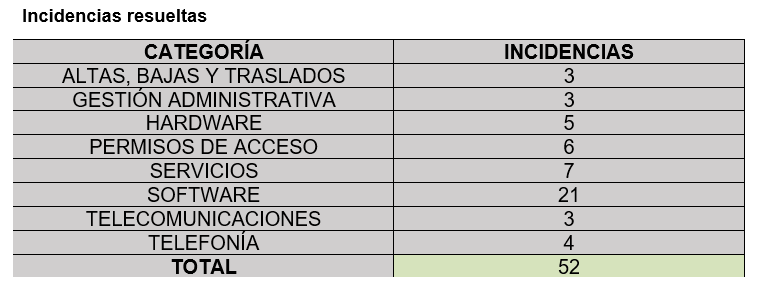 Incidencias resueltas
CATEGORÍA INCIDENCIAS
ALTAS, BAJAS Y TRASLADOS 3
GESTIÓN ADMINISTRATIVA 3
HARDWARE 5
PERMISOS DE ACCESO 6
SERVICIOS 7
SOFTWARE 21
TELECOMUNICACIONES 3
TELEFONÍA 4
TOTAL 52